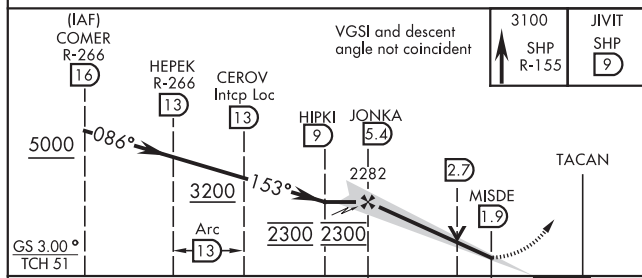 (IAF)
COMER
R-266
16
HEPEK
R-266
13
CEROV
Intcp Loc
13
HIPKI
9
JONKA
5.4
VGSI and descent
angle not coincident
3100
SHP
R-155
JIVIT
SHP
9
5000
086°
3200
153°
2282
2.7
MISDE
1.9
TACAN
Arc
13
2300
2300
GS 3.00°
TCH 51